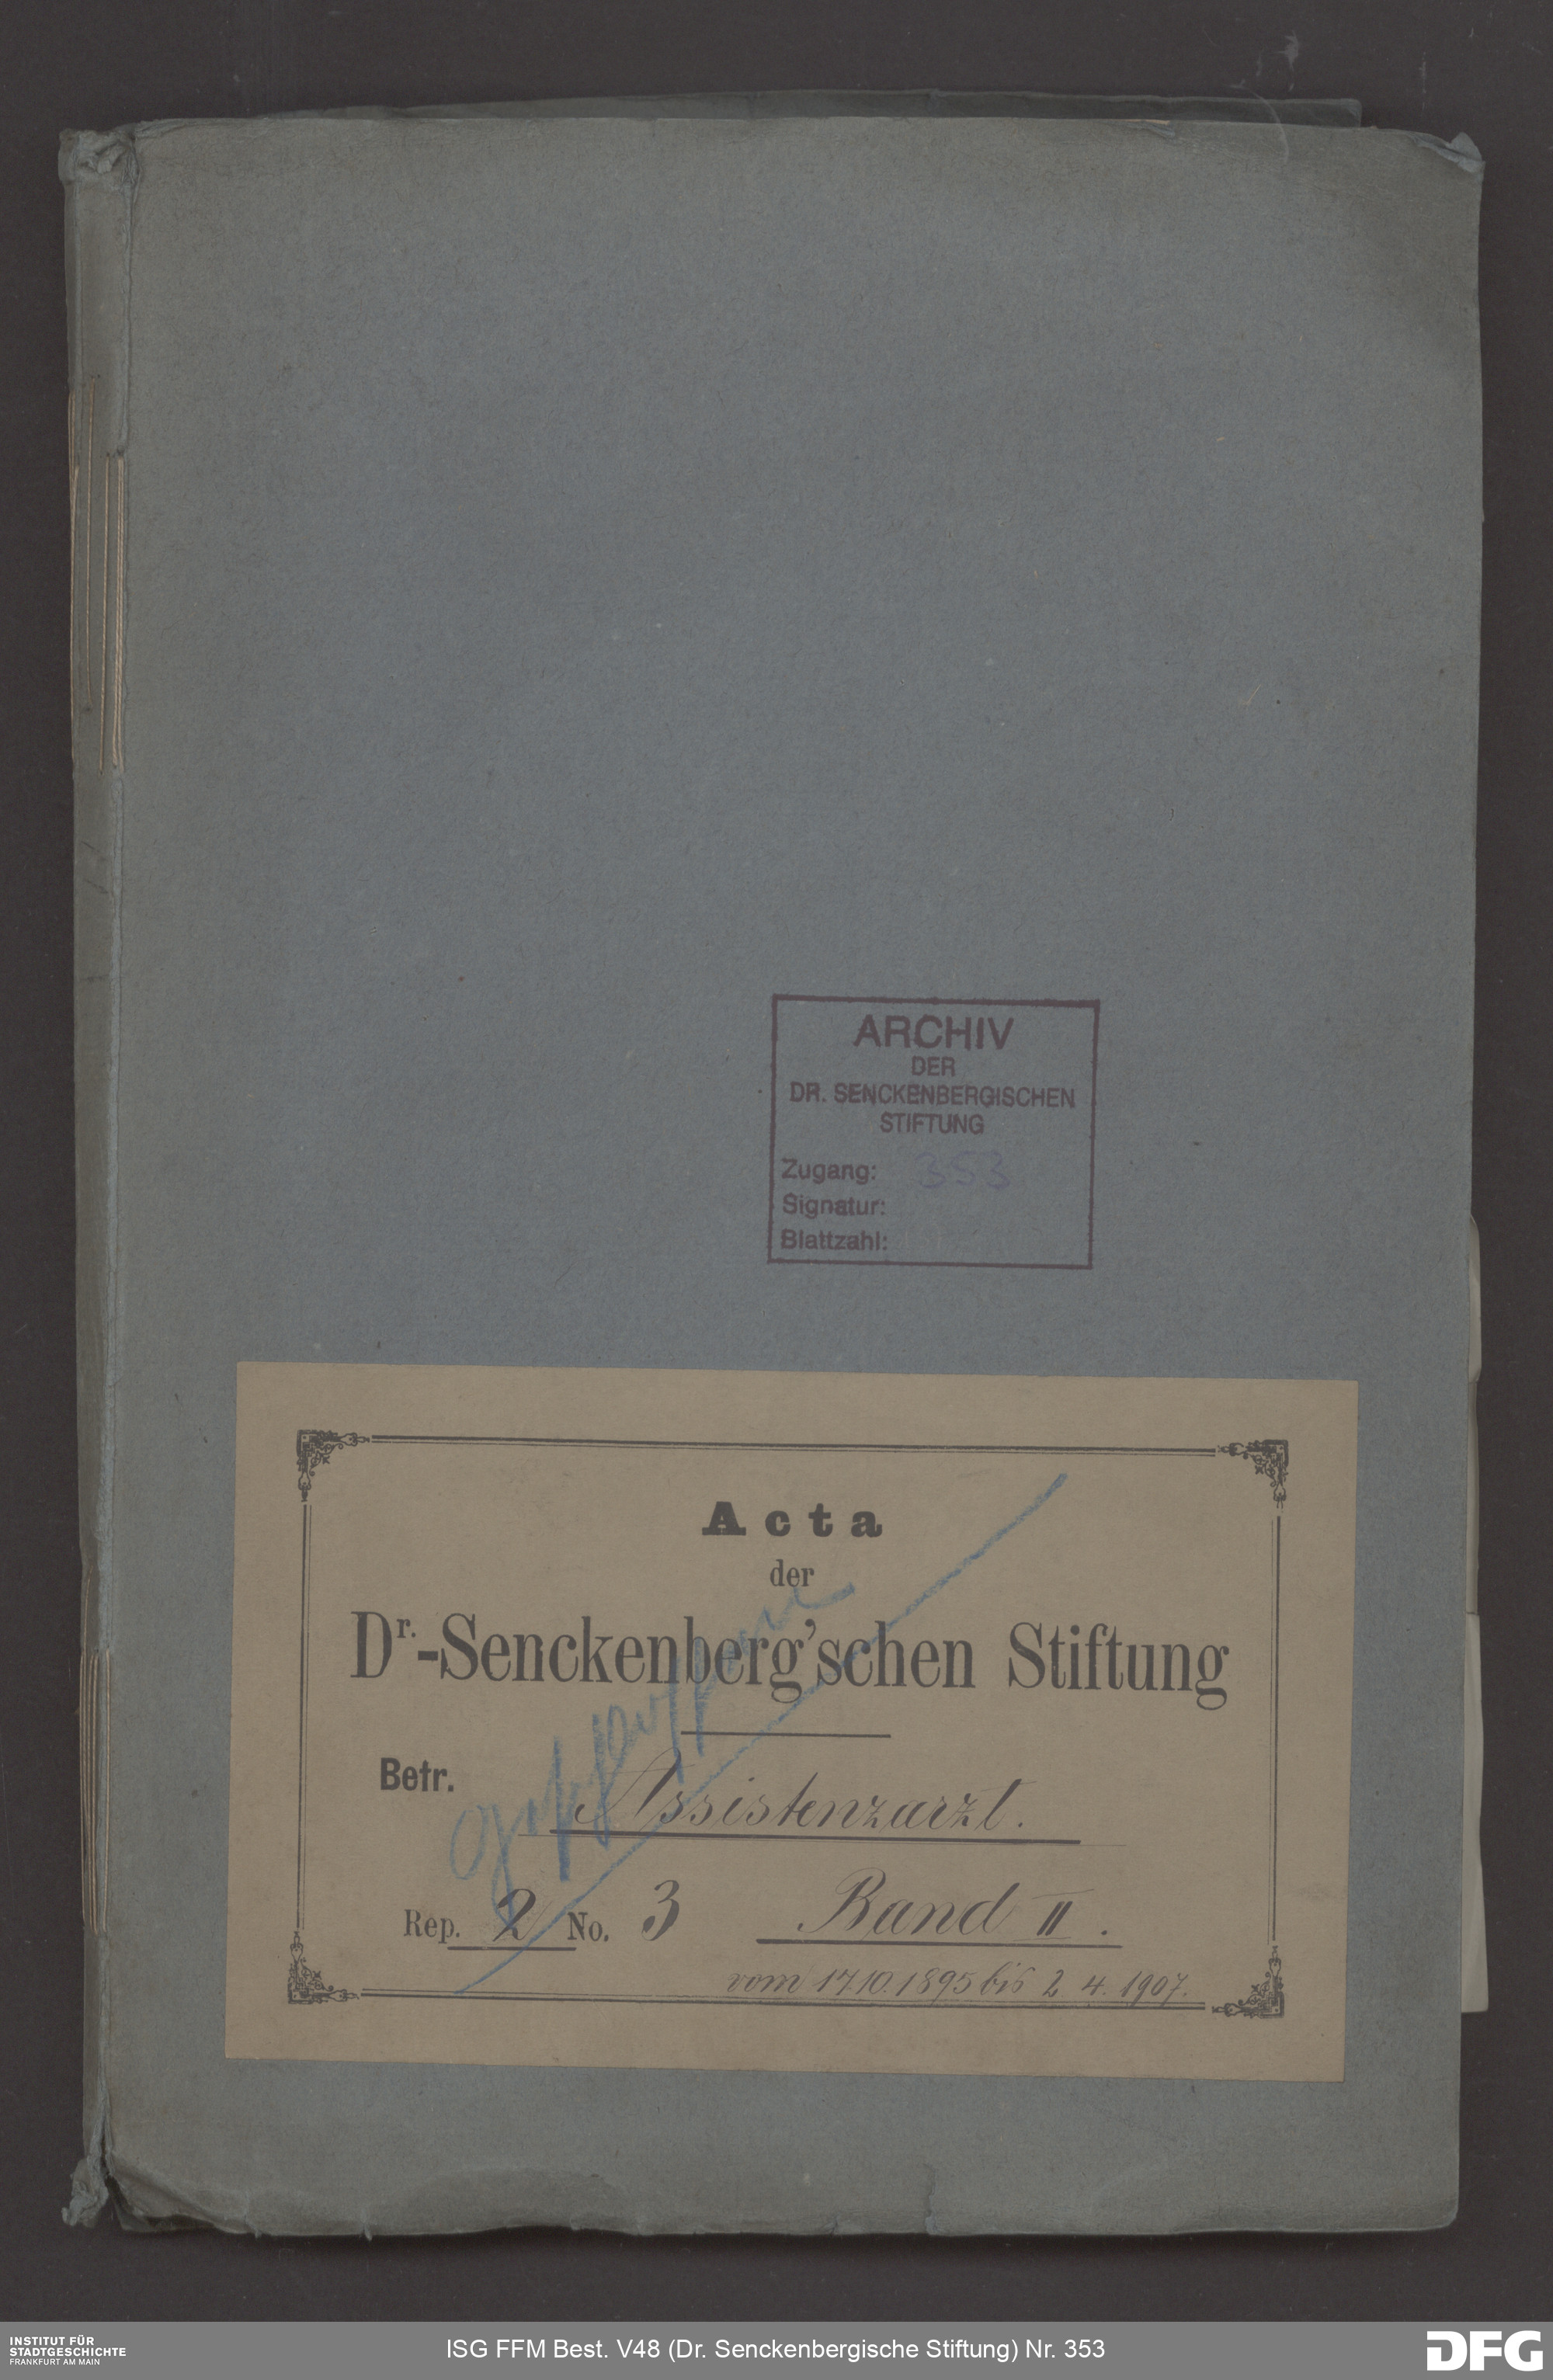 ARCHIV
DER
DR. SENCKENBERGISCHEN
STIFTUNG
Zugang: 353
Signatur:
Blattzahl:
Acta
der
Dr.-Senckenberg'schen Stiftung
Betr.
Assistenzarzt.
Rep. 2 No. 3 Band II.
vom 17.10.1895 bis 2 4. 1907.
INSTITUT FÜR
STADTGESCHICHTE
FRANKFURT AM MAIN
ISG FFM Best. V48 (Dr. Senckenbergische Stiftung) Nr. 353
DFG